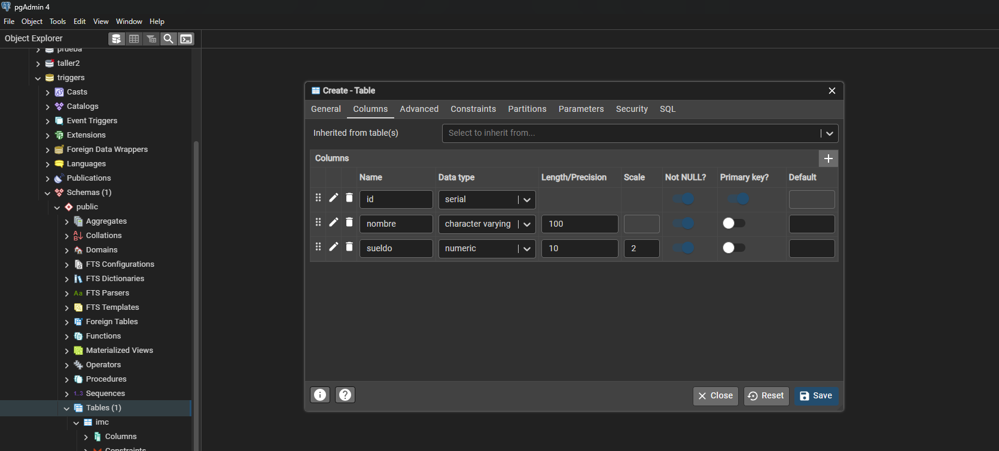 pgAdmin 4
File Object Tools Edit View Window Help
Object Explorer
prueba
taller2
triggers
Casts
Catalogs
Event Triggers
Extensions
Foreign Data Wrappers
Languages
Publications
Schemas (1)
public
Aggregates
Collations
Domains
FTS Configurations
FTS Dictionaries
Aa FTS Parsers
FTS Templates
Foreign Tables
Functions
Materialized Views
Operators
Procedures
1..3 Sequences
Tables (1)
imc
Columns
Constraints
Create - Table
General Columns Advanced Constraints Partitions Parameters Security SQL
Inherited from table(s) Select to inherit from...
Columns
Name Data type Length/Precision Scale Not NULL? Primary key? Default
id serial
nombre character varying 100
sueldo numeric 10 2
Close Reset Save